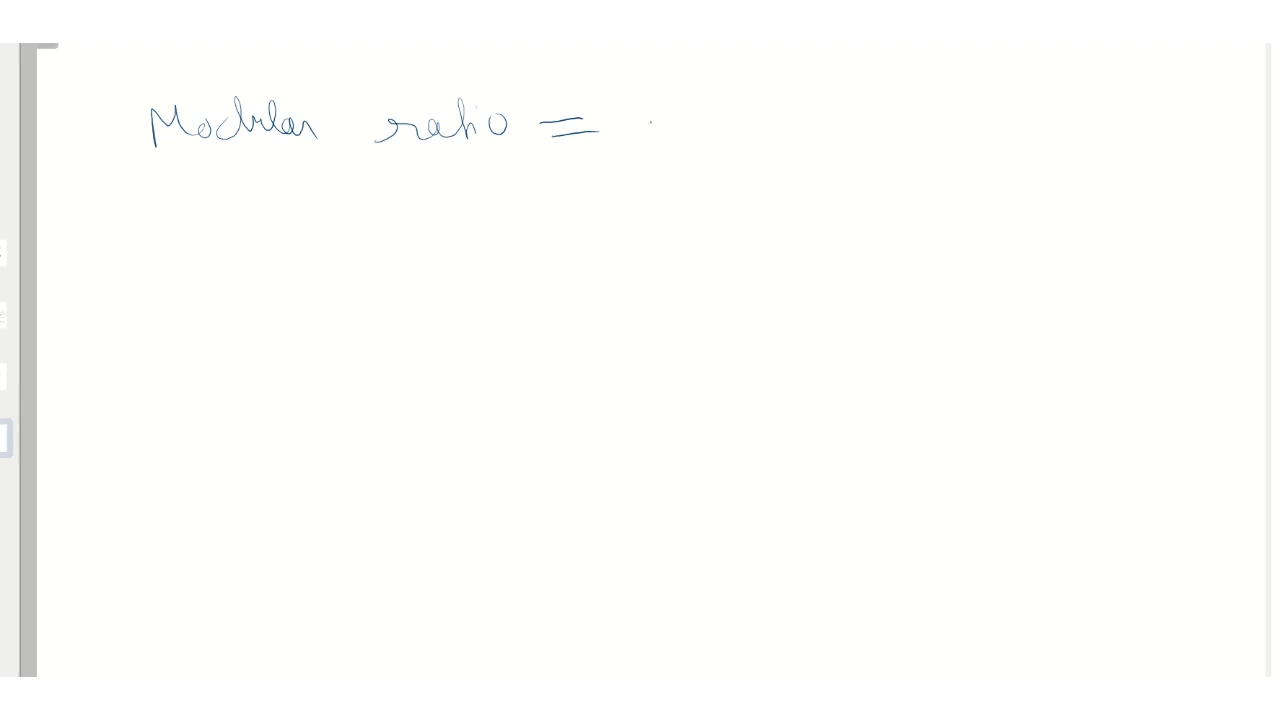 Modular ratio =